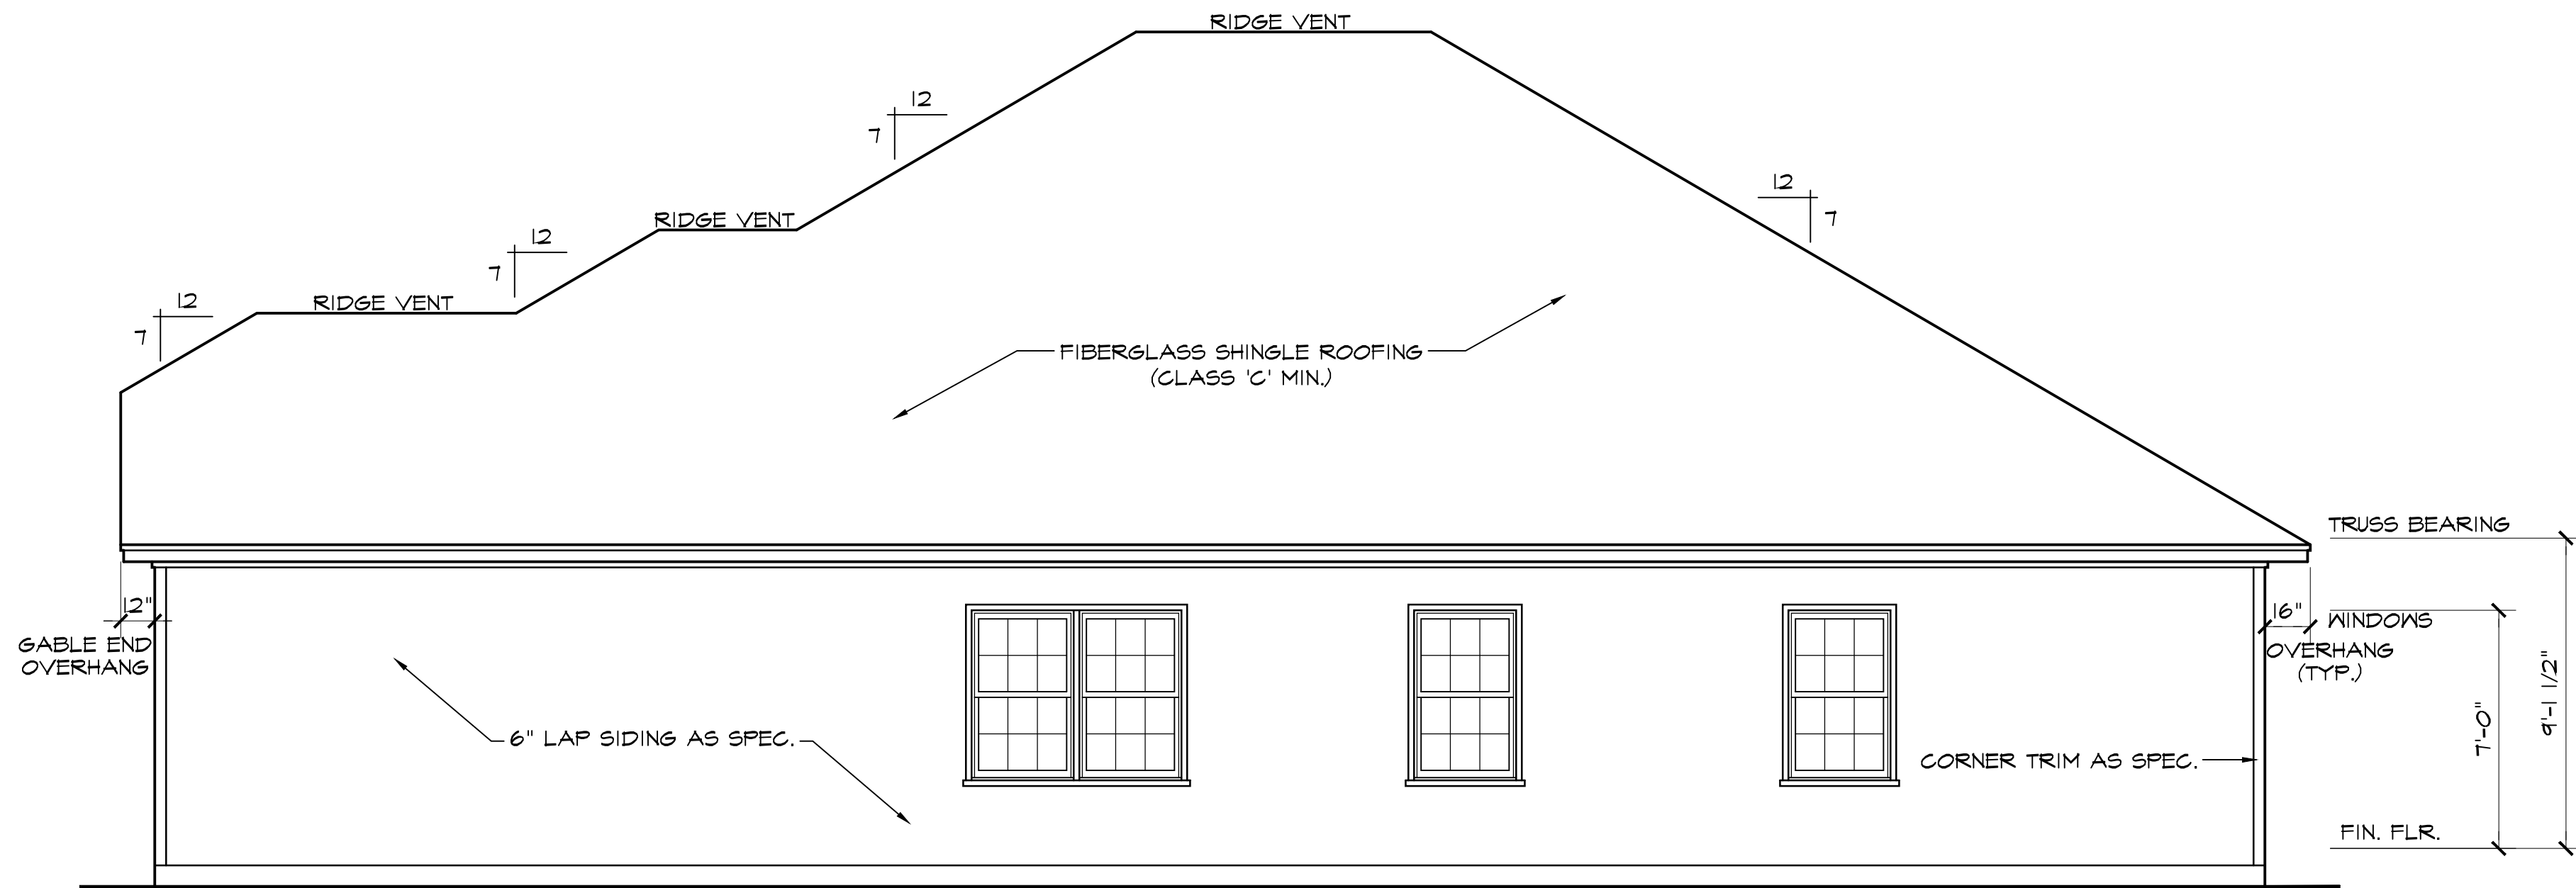 RIDGE VENT
12
7
12
7
RIDGE VENT
12
7
RIDGE VENT
12
7
FIBERGLASS SHINGLE ROOFING
(CLASS 'C' MIN.)
TRUSS BEARING
12"
GABLE END
OVERHANG
16"
WINDOWS
OVERHANG
(TYP.)
6" LAP SIDING AS SPEC.
CORNER TRIM AS SPEC.
7'-0"
9'-1 1/2"
FIN. FLR.